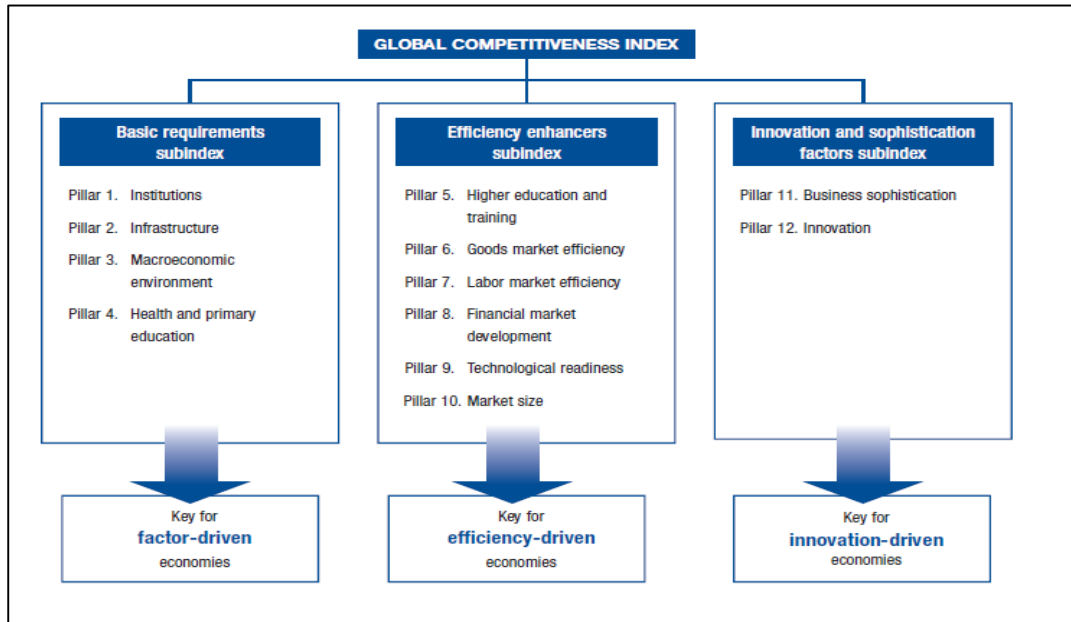 GLOBAL COMPETITIVENESS INDEX
Basic requirements
subindex
Pillar 1. Institutions
Pillar 2. Infrastructure
Pillar 3. Macroeconomic
environment
Pillar 4. Health and primary
education
Key for
factor-driven
economies
Efficiency enhancers
subindex
Pillar 5. Higher education and
training
Pillar 6. Goods market efficiency
Pillar 7. Labor market efficiency
Pillar 8. Financial market
development
Pillar 9. Technological readiness
Pillar 10. Market size
Key for
efficiency-driven
economies
Innovation and sophistication
factors subindex
Pillar 11. Business sophistication
Pillar 12. Innovation
Key for
innovation-driven
economies